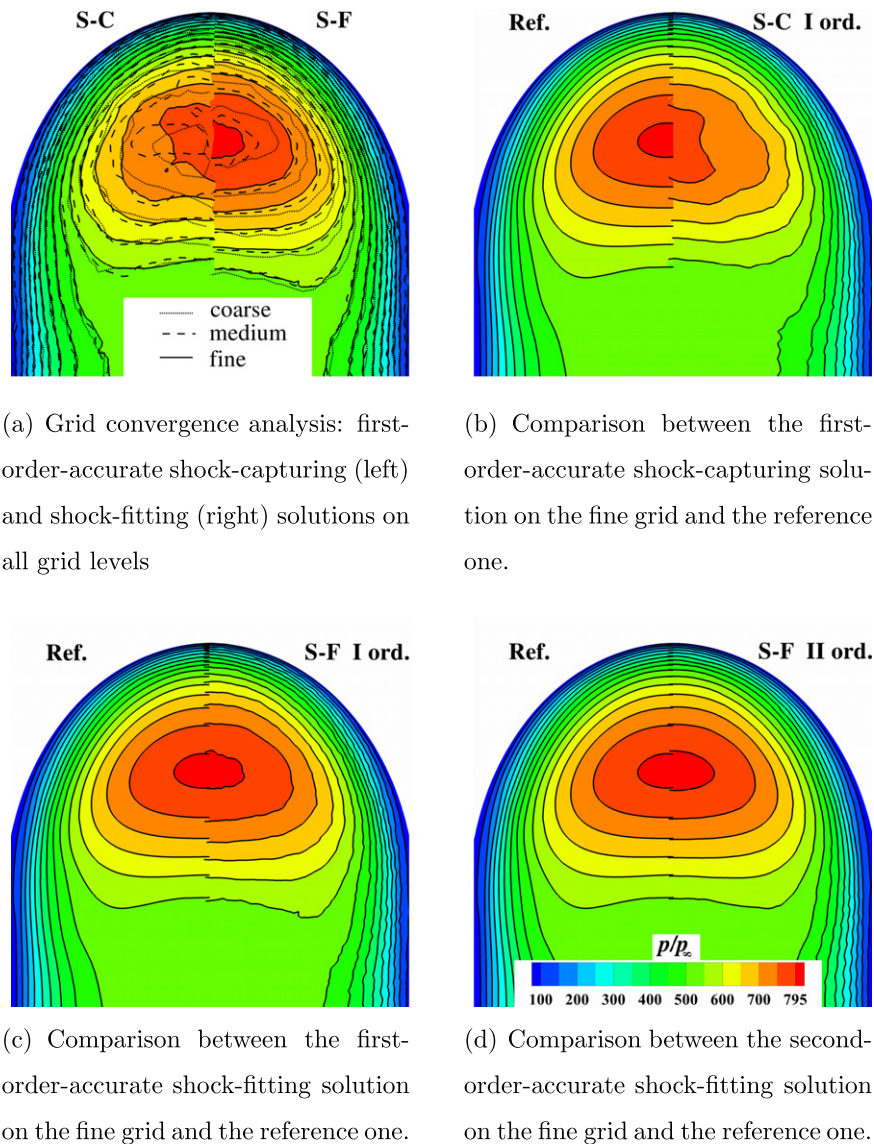 S-C S-F
coarse
medium
fine
Ref. S-C I ord.
(a) Grid convergence analysis: first-
order-accurate shock-capturing (left)
and shock-fitting (right) solutions on
all grid levels
(b) Comparison between the first-
order-accurate shock-capturing solu-
tion on the fine grid and the reference
one.
Ref. S-F I ord.
Ref. S-F II ord.
p/p∞
100 200 300 400 500 600 700 795
(c) Comparison between the first-
order-accurate shock-fitting solution
on the fine grid and the reference one.
(d) Comparison between the second-
order-accurate shock-fitting solution
on the fine grid and the reference one.